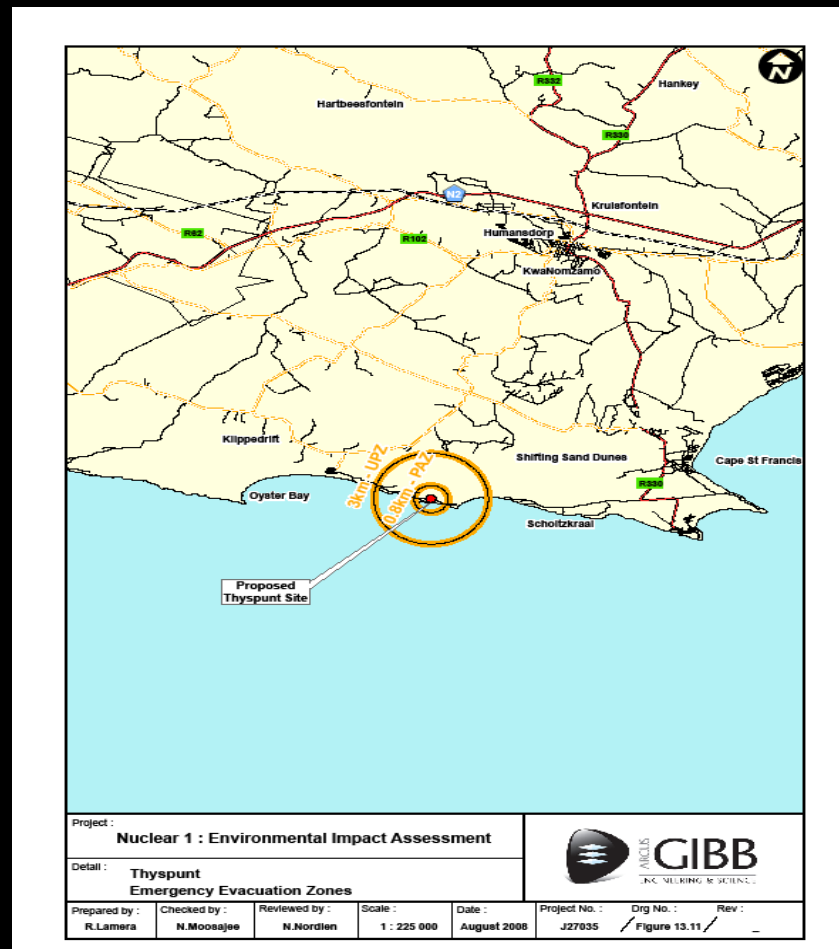 N
R332
Hankey
Hartbeesfontein
R330
N2
Kruisfontein
R62
R102
Humansdorp
KwaNomzamo
Klippedrift
3km - UPZ
0.8km - PAZ
Shifting Sand Dunes
Cape St Francis
R330
Oyster Bay
Scholtzkraal
Proposed
Thyspunt Site
Project :
Nuclear 1 : Environmental Impact Assessment
Detail :
Thyspunt
Emergency Evacuation Zones
ARCUS
GIBB
ENGINEERING & SCIENCE
Prepared by :
R.Lamera
Checked by :
N.Moosajee
Reviewed by :
N.Nordien
Scale :
1 : 225 000
Date :
August 2008
Project No. :
J27035
Drg No. :
Figure 13.11
Rev :
_